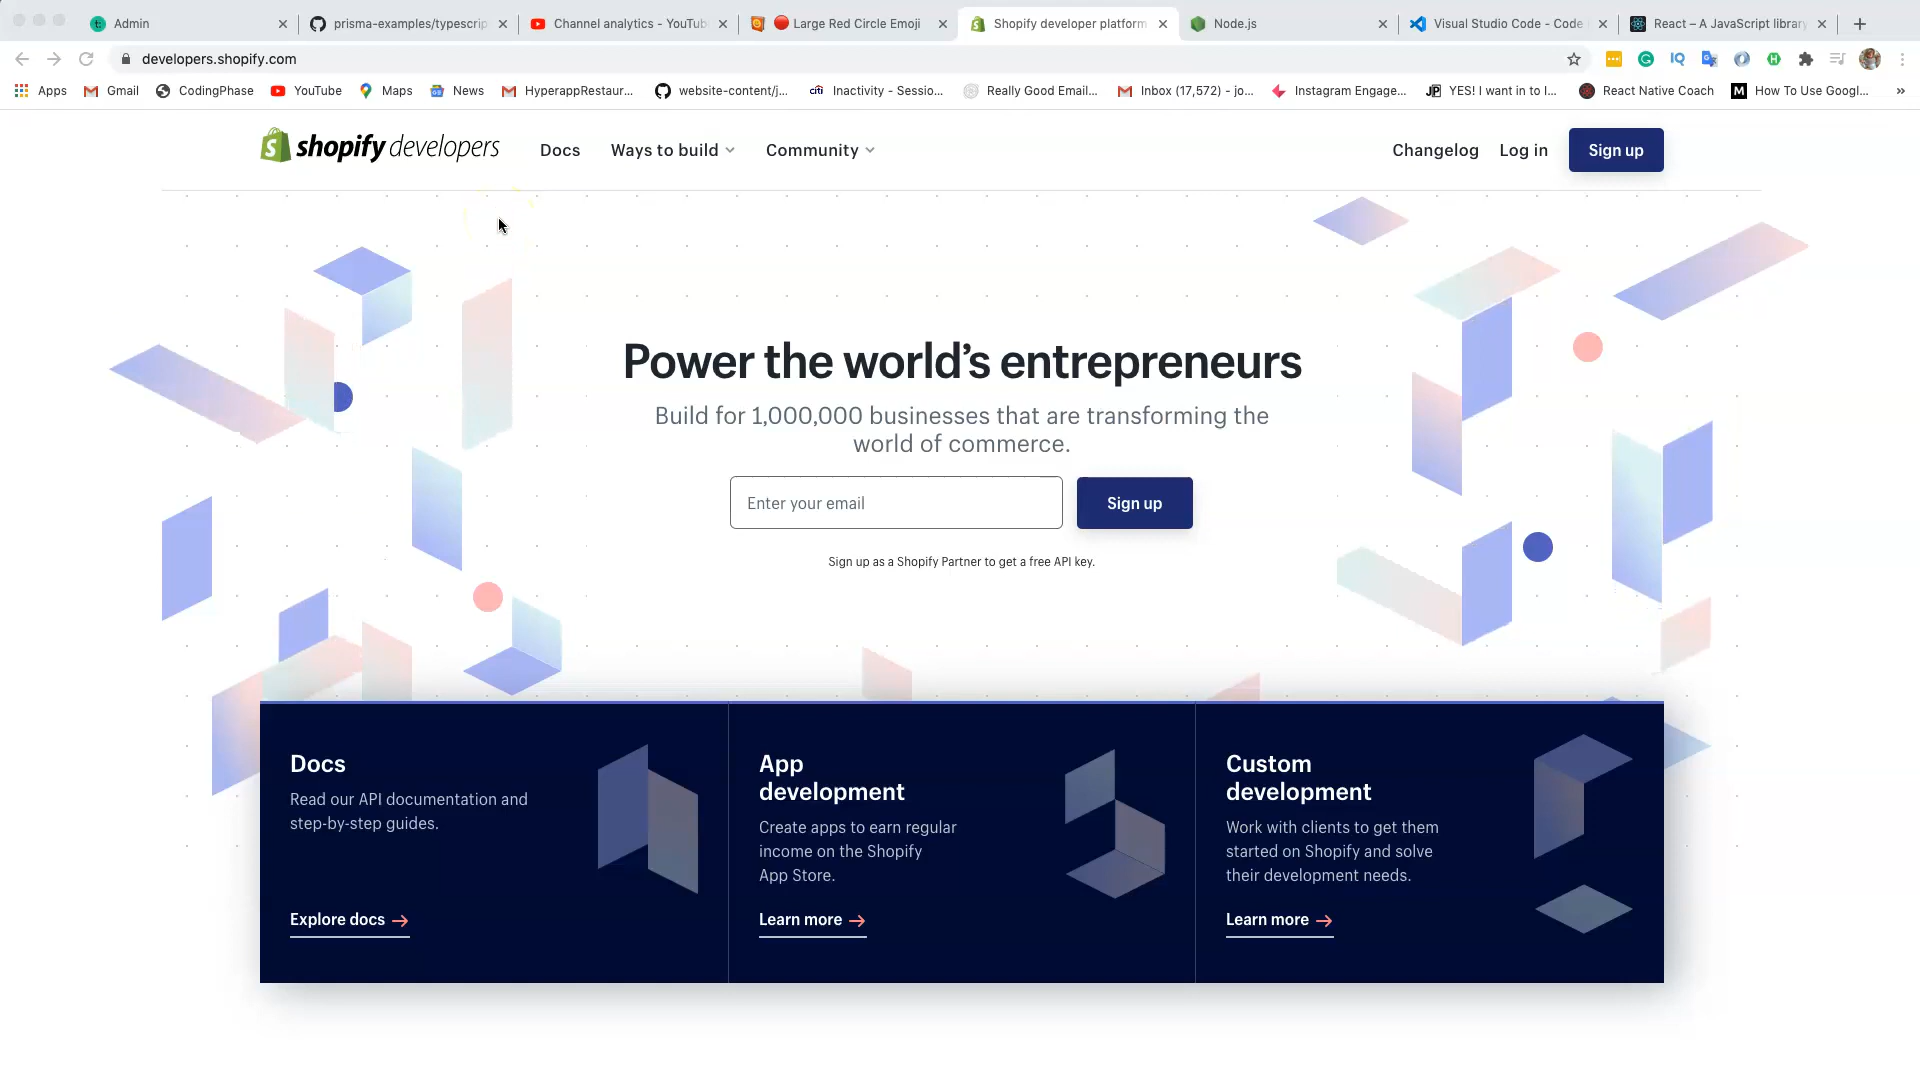 Admin
prisma-examples/typescrip
Channel analytics - YouTub
Large Red Circle Emoji
Shopify developer platform
Node.js
Visual Studio Code - Code
React – A JavaScript library
developers.shopify.com
Apps
Gmail
CodingPhase
YouTube
Maps
News
HyperappRestaur...
website-content/j...
Inactivity - Sessio...
Really Good Email...
Inbox (17,572) - jo...
Instagram Engage...
YES! I want in to I...
React Native Coach
How To Use Googl...
»
shopify developers
Docs
Ways to build
Community
Changelog
Log in
Sign up
Power the world’s entrepreneurs
Build for 1,000,000 businesses that are transforming the
world of commerce.
Enter your email
Sign up
Sign up as a Shopify Partner to get a free API key.
Docs
Read our API documentation and
step-by-step guides.
Explore docs →
App
development
Create apps to earn regular
income on the Shopify
App Store.
Learn more →
Custom
development
Work with clients to get them
started on Shopify and solve
their development needs.
Learn more →